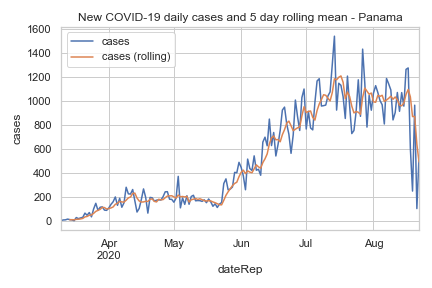 New COVID-19 daily cases and 5 day rolling mean - Panama
cases
cases (rolling)
1600
1400
1200
1000
800
600
400
200
0
cases
Apr
2020
May
Jun
Jul
Aug
dateRep